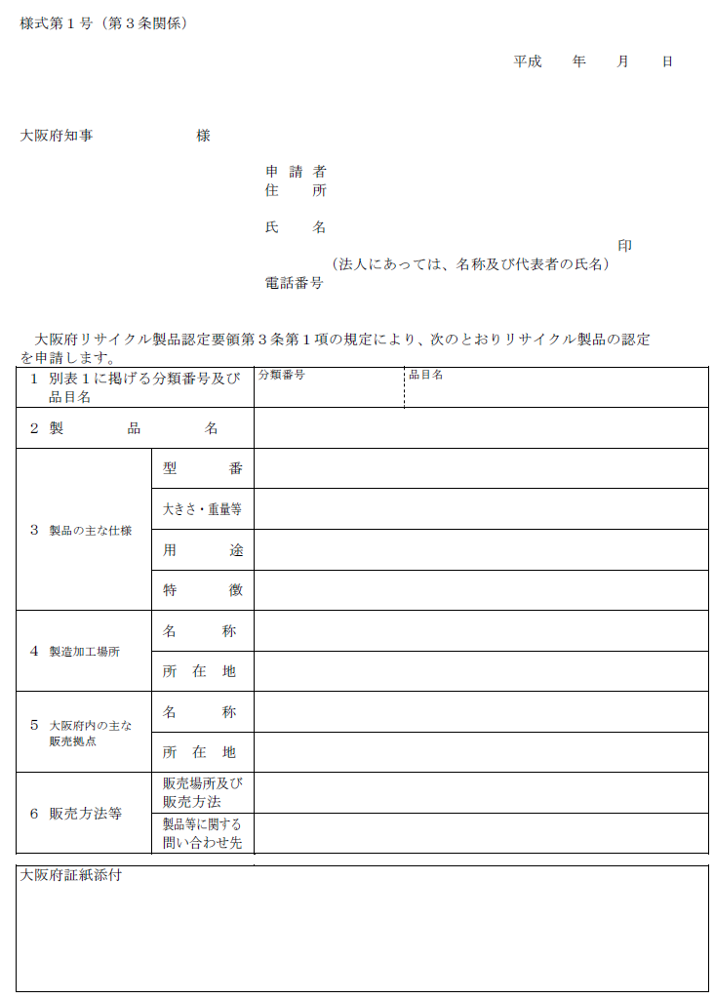 様式第１号（第３条関係）
平成　　年　　月　　日
大阪府知事　　　　　　　様
申 請 者
住　　所
氏　　名
印
（法人にあっては、名称及び代表者の氏名）
電話番号
大阪府リサイクル製品認定要領第３条第１項の規定により、次のとおりリサイクル製品の認定
を申請します。
１ 別表１に掲げる分類番号及び
品目名
分類番号
品目名
２ 製　　　　品　　　　名
３ 製品の主な仕様
型　　　番
大きさ・重量等
用　　　途
特　　　徴
４ 製造加工場所
名　　　称
所　在　地
５ 大阪府内の主な
販売拠点
名　　　称
所　在　地
６ 販売方法等
販売場所及び
販売方法
製品等に関する
問い合わせ先
大阪府証紙添付